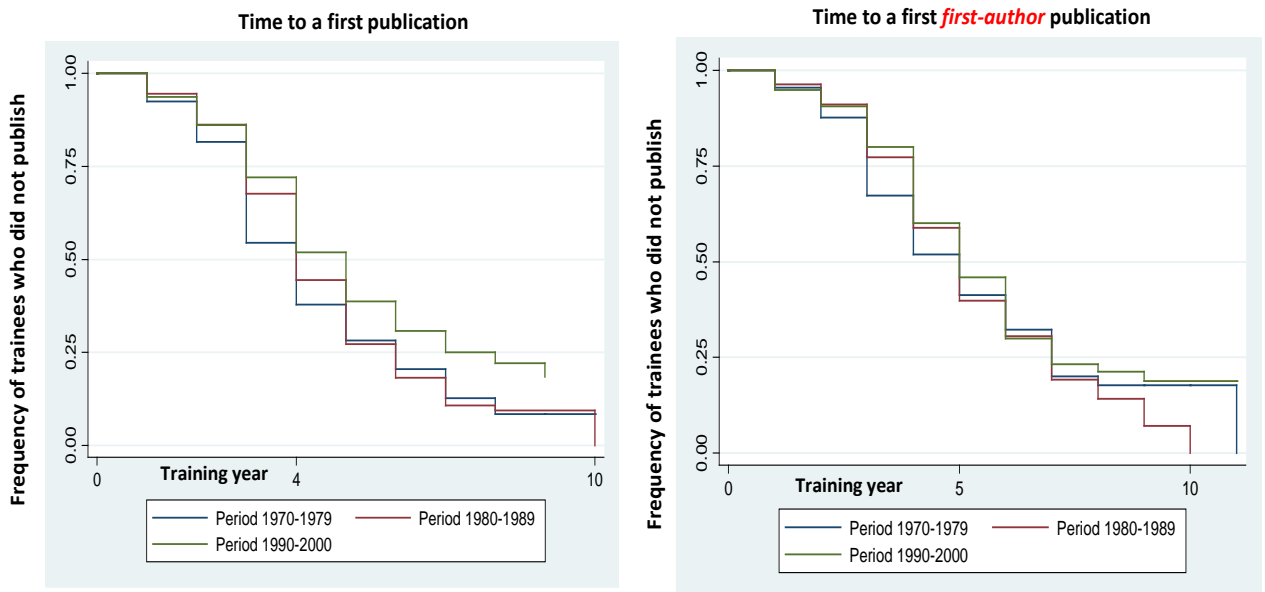 Time to a first publication
Frequency of trainees who did not publish
1.00
0.75
0.50
0.25
0.00
0
4
10
Training year
Period 1970-1979
Period 1980-1989
Period 1990-2000
Time to a first first-author publication
Frequency of trainees who did not publish
1.00
0.75
0.50
0.25
0.00
0
5
10
Training year
Period 1970-1979
Period 1980-1989
Period 1990-2000